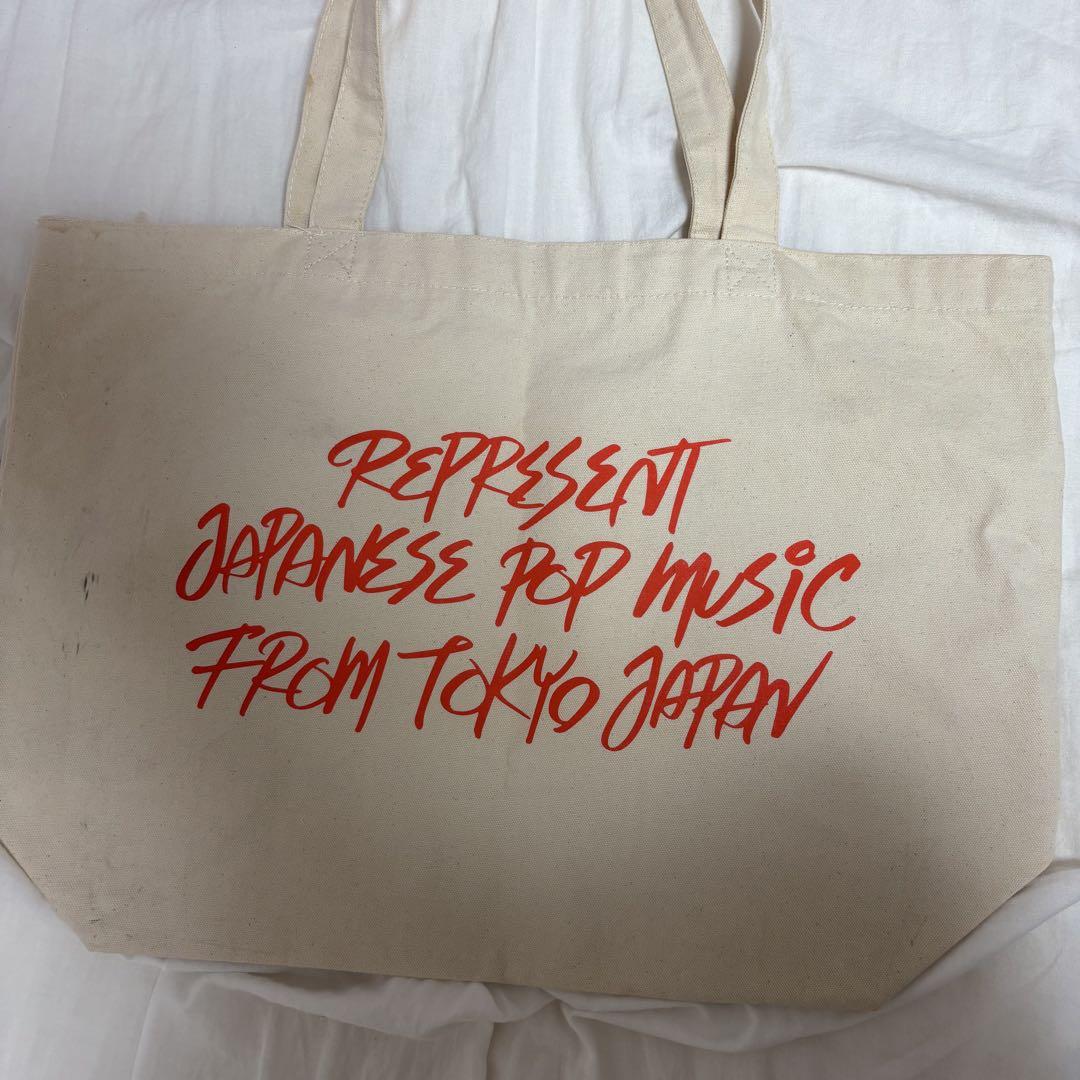 REPRESENT
JAPANESE POP MUSiC
FROM TOKYO JAPAN